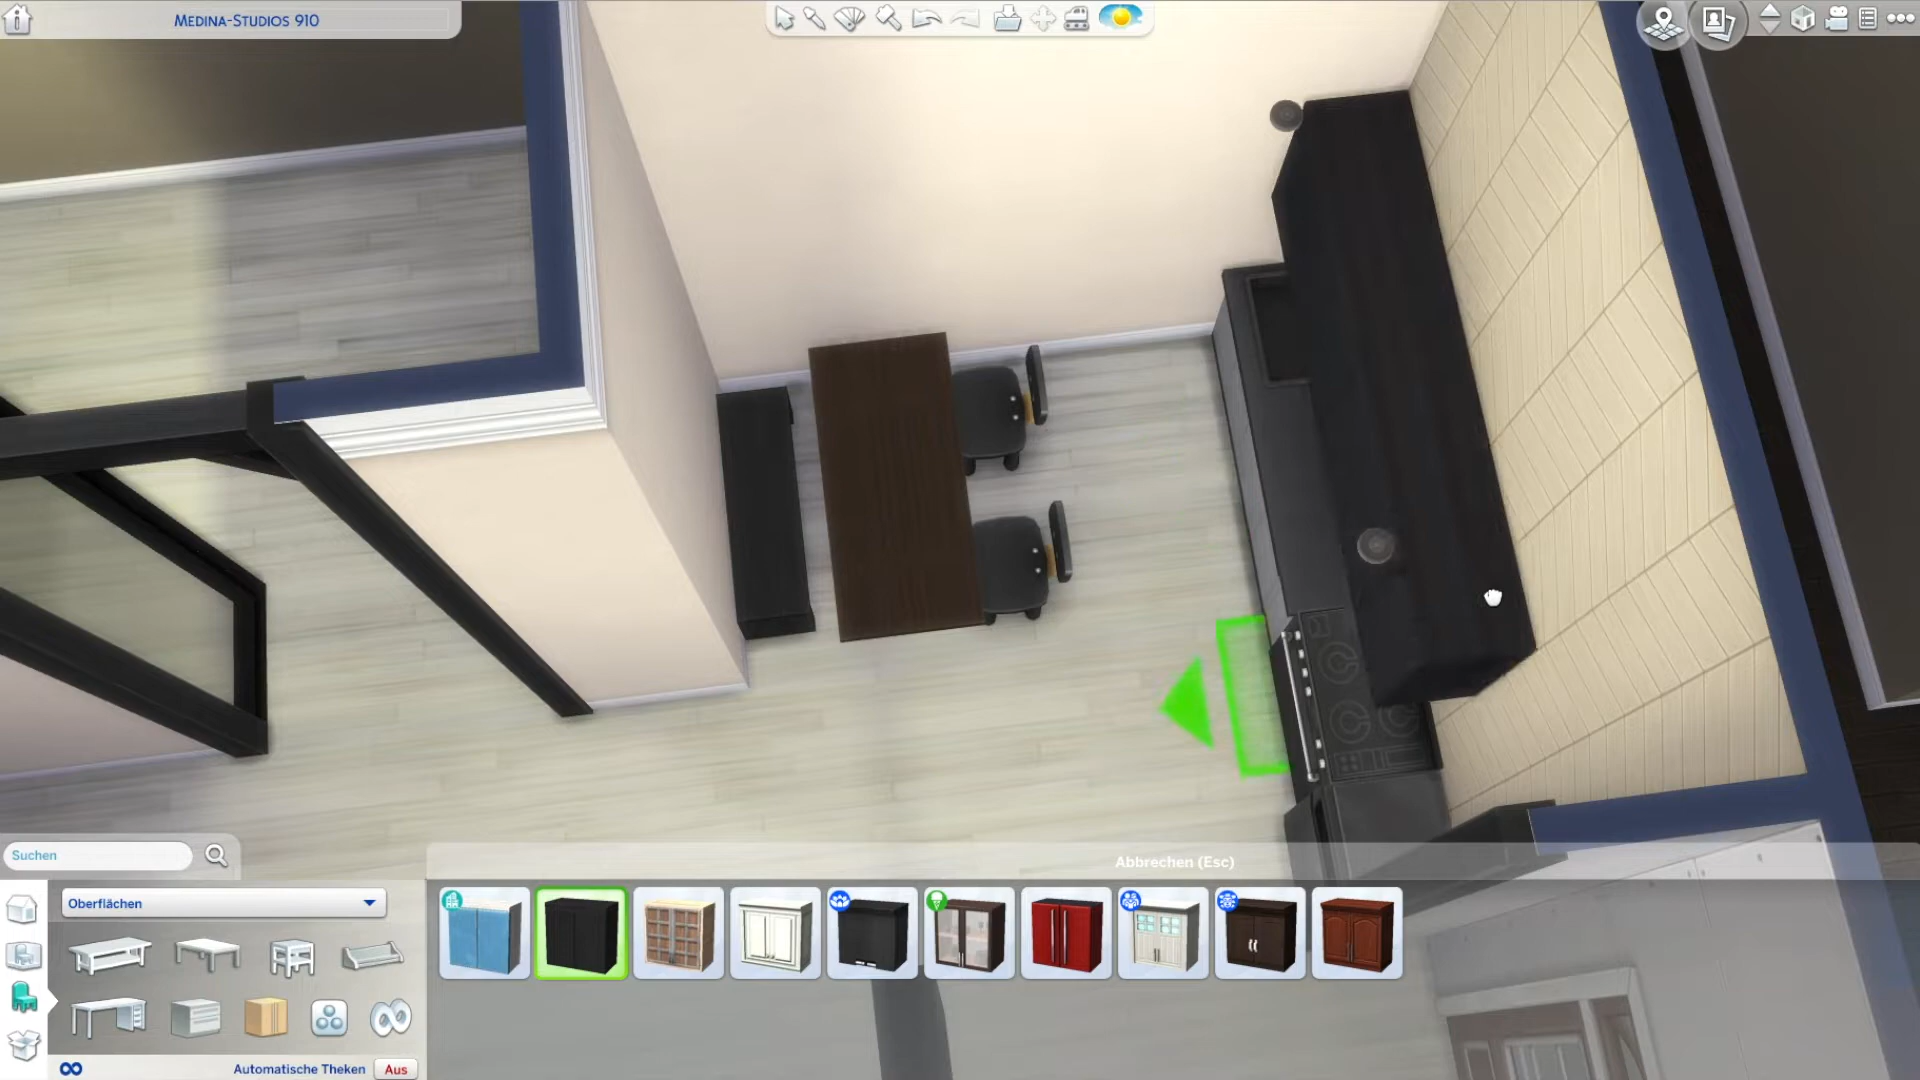 Medina-Studios 910
Abbrechen (Esc)
Suchen
Oberflächen
Automatische Theken Aus